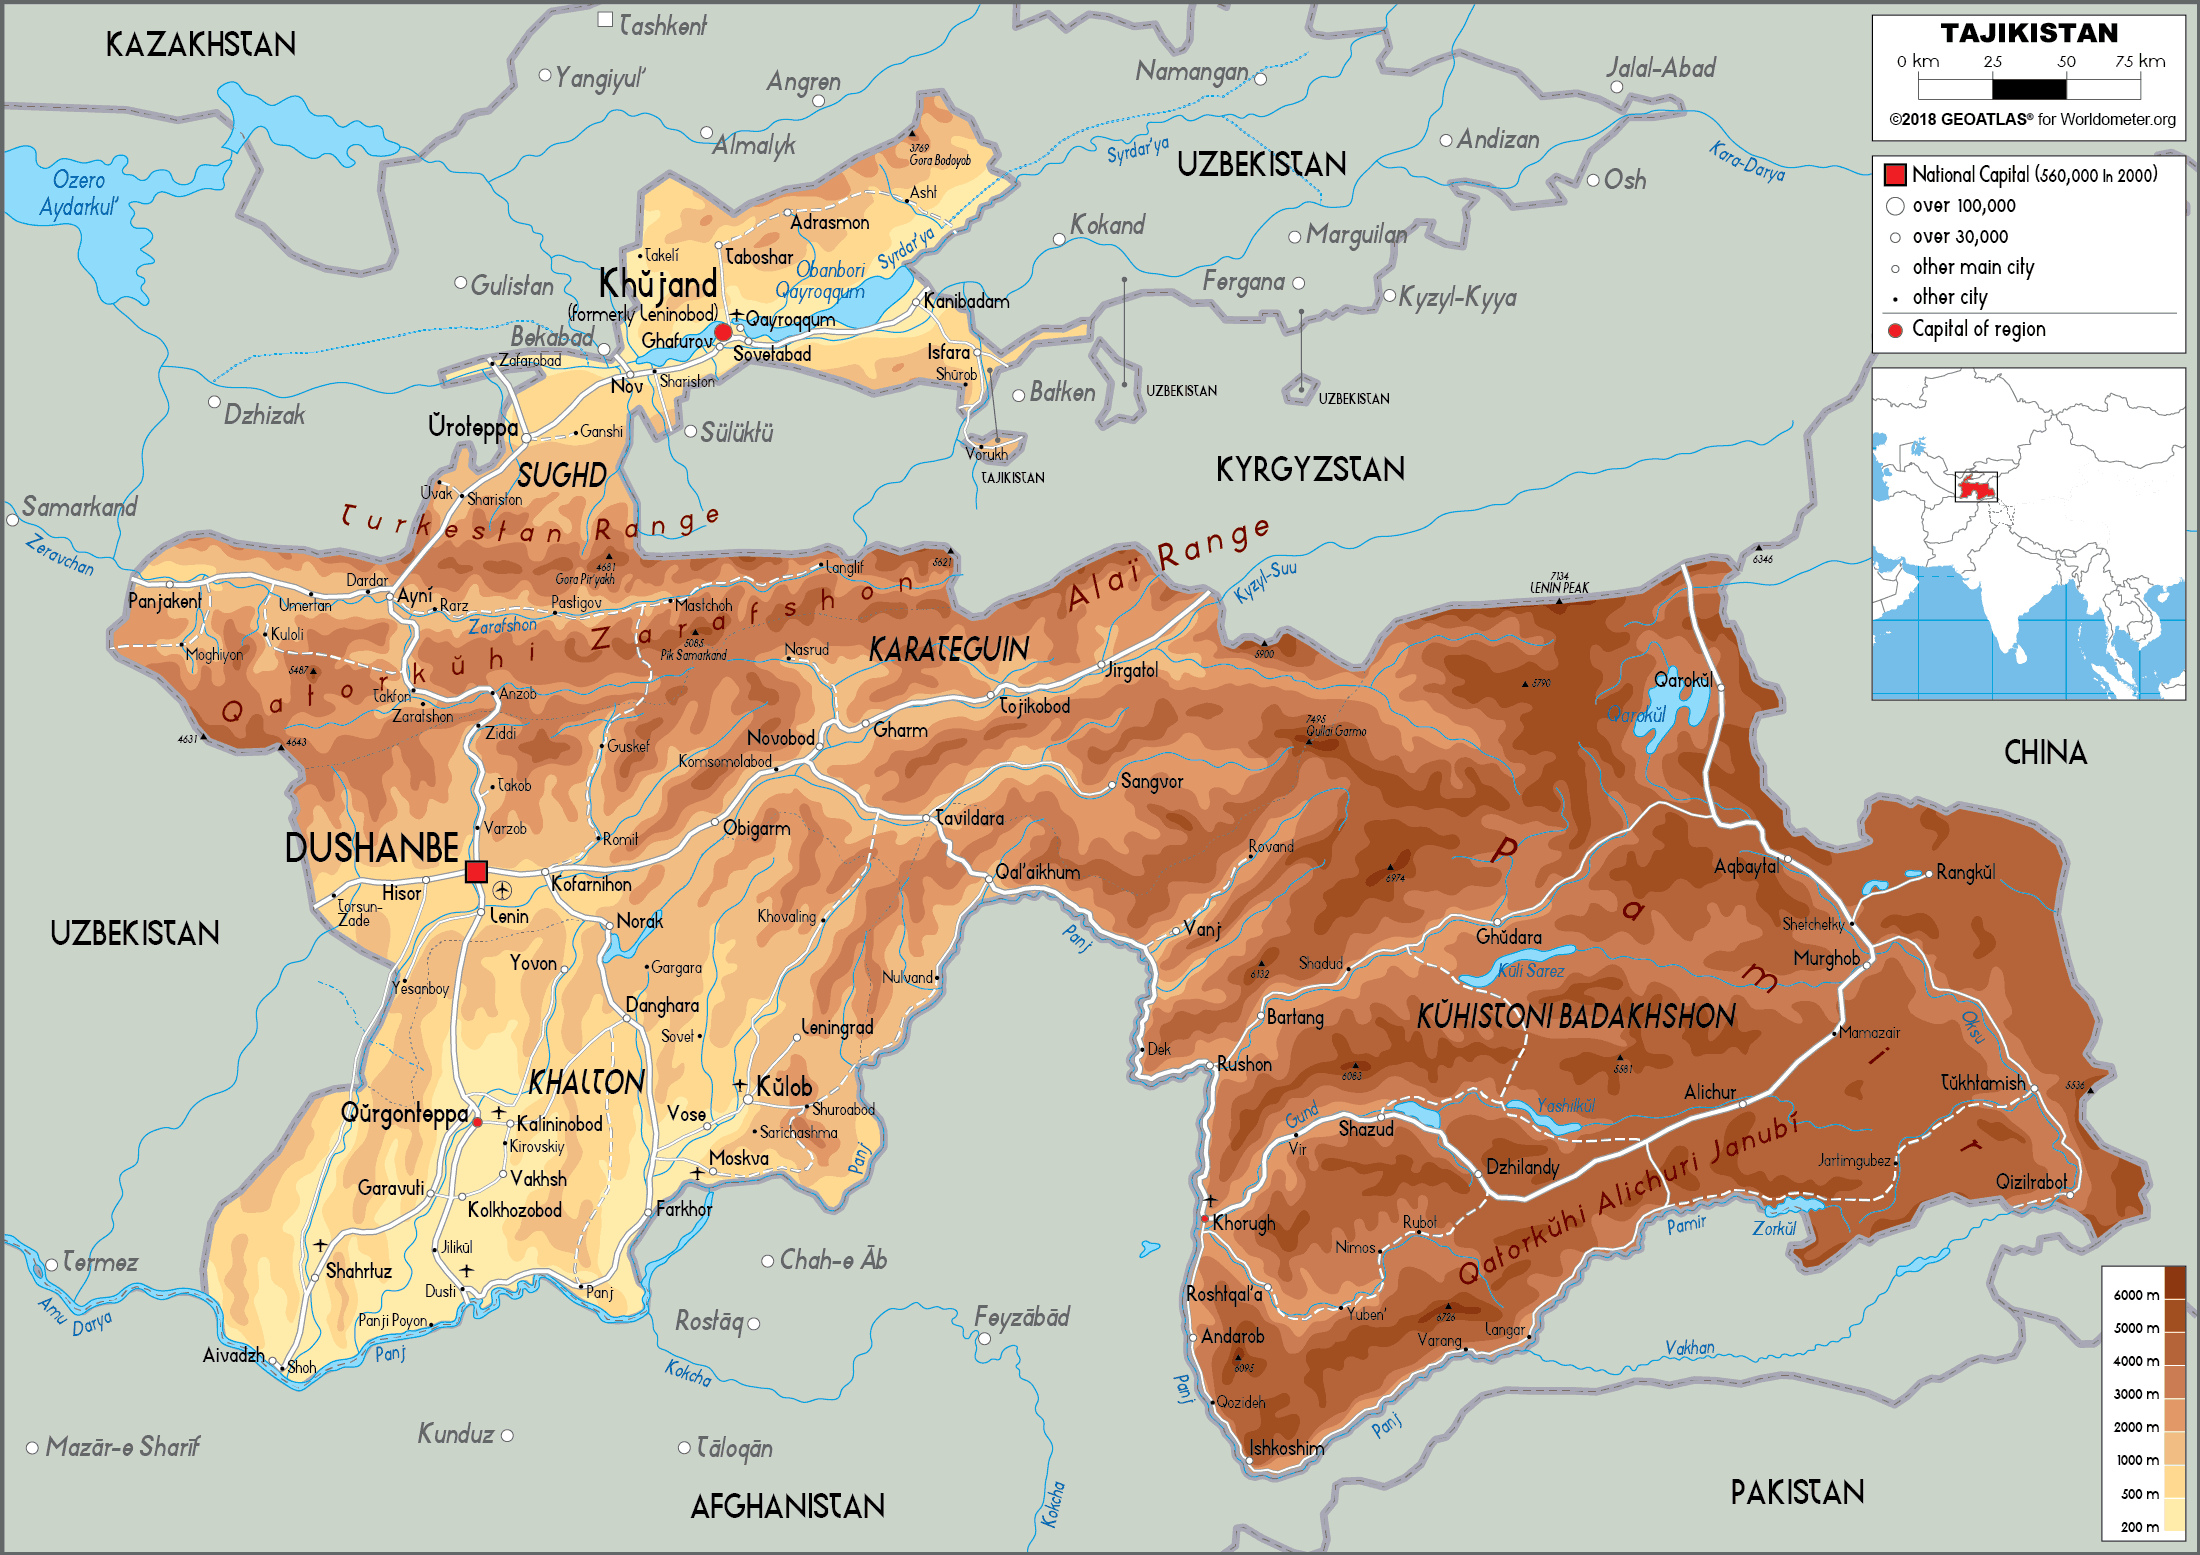 TAJIKISTAN
0 km 25 50 75 km
©2018 GEOATLAS® for Worldometer.org
National Capital (560,000 In 2000)
over 100,000
over 30,000
other main city
other city
Capital of region
KAZAKHSTAN
Tashkent
Yangiyul'
Angren
Namangan
Jalal-Abad
Almalyk
3769
Gora Bodoyob
Syrdar'ya
UZBEKISTAN
Andizan
Kara-Darya
Osh
Ozero
Aydarkul'
Asht
Adrasmon
Kokand
Marguilan
Takelí
Taboshar
Syrdar'ya
Obanbori
Qayroqqum
Gulistan
Khŭjand
(formerly Leninobod)
Fergana
Kyzyl-Kyya
Kanibadam
Qayroqqum
Bekabad
Ghafurov
Sovetabad
Isfara
Zafarobad
Nov
Shariston
Shŭrob
Batken
UZBEKISTAN
UZBEKISTAN
Dzhizak
Ŭroteppa
Ganshi
Sülüktü
Vorukh
TAJIKISTAN
KYRGYZSTAN
SUGHD
Ŭvak
Shariston
Samarkand
Turkestan Range
Zeravchan
Alaï Range
4681
Gora Pir'yakh
Langlif
5621
Kyzyl-Suu
7134
LENIN PEAK
6346
Panjakent
Dardar
Umertan
Ayní
Rarz
Pastigov
Mastchoh
Zarafshon
Kuloli
Moghiyon
5487
Qatorkŭhi Zarafshon
5085
Pik Samarkand
Nasrud
KARATEGUIN
5900
Jirgatol
5790
Qarokŭl
Qarokŭl
Takfon
Anzob
Zaratshon
Tojikobod
4631
4643
Ziddi
Guskef
Novobod
Gharm
7495
Qullai Garmo
CHINA
Komsomolabod
Takob
Sangvor
Varzob
Romit
Obigarm
Tavildara
Rovand
DUSHANBE
Hisor
Kofarnihon
Qal'aikhum
6974
Aqbaytal
Rangkŭl
Torsun-
Zade
Lenin
Norak
Khovaling
Vanj
Panj
Ghŭdara
Shetchetky
UZBEKISTAN
Yovon
Gargara
Nulvand
6132
Shadud
Kŭli Sarez
Murghob
Yesanboy
Danghara
Sovet
Leningrad
Bartang
KŬHISTONI BADAKHSHON
Mamazair
Oksu
Dek
Rushon
6083
5581
Pamir
KHALTON
Kŭlob
Alichur
Tŭkhtamish
5536
Qŭrgonteppa
Kalininobod
Kirovskiy
Vose
Shuroabod
Sarichashma
Gund
Shazud
Yashilkŭl
Vir
Moskva
Panj
Dzhilandy
Jartimgubez
Garavuti
Vakhsh
Kolkhozobod
Farkhor
Qizilrabot
Khorugh
Rubot
Nimos
Qatorkŭhi Alichuri Janubí
Pamir
Zorkŭl
Termez
Jilikŭl
Shahrtuz
Dusti
Panj
Chah-e Āb
Roshtqal'a
Yuben'
Amu Darya
Panji Poyon
Rostāq
Feyzābād
Andarob
6095
6726
Varang
Langar
Vakhan
Aivadzh
Shoh
Panj
Kokcha
Panj
Qozideh
Panj
Ishkoshim
Mazār-e Sharīf
Kunduz
Tāloqān
AFGHANISTAN
Kokcha
PAKISTAN
6000 m
5000 m
4000 m
3000 m
2000 m
1000 m
500 m
200 m